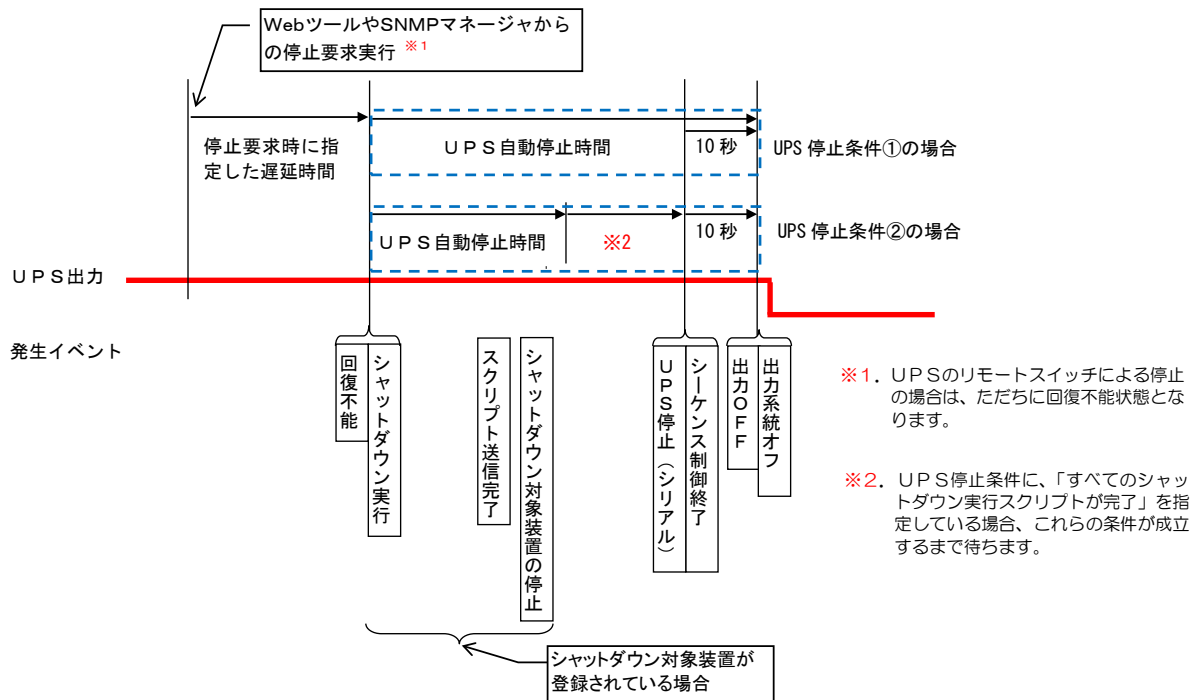 WebツールやSNMPマネージャから
の停止要求実行 ※1
停止要求時に指
定した遅延時間
UPS自動停止時間
10秒
UPS 停止条件①の場合
UPS自動停止時間
※2
10秒
UPS 停止条件②の場合
UPS出力
発生イベント
回復不能
シャットダウン実行
スクリプト送信完了
シャットダウン対象装置の停止
UPS停止(シリアル)
シーケンス制御終了
出力OFF
出力系統オフ
※1. UPSのリモートスイッチによる停止
の場合は、ただちに回復不能状態とな
ります。
※2. UPS停止条件に、「すべてのシャッ
トダウン実行スクリプトが完了」を指
定している場合、これらの条件が成立
するまで待ちます。
シャットダウン対象装置が
登録されている場合